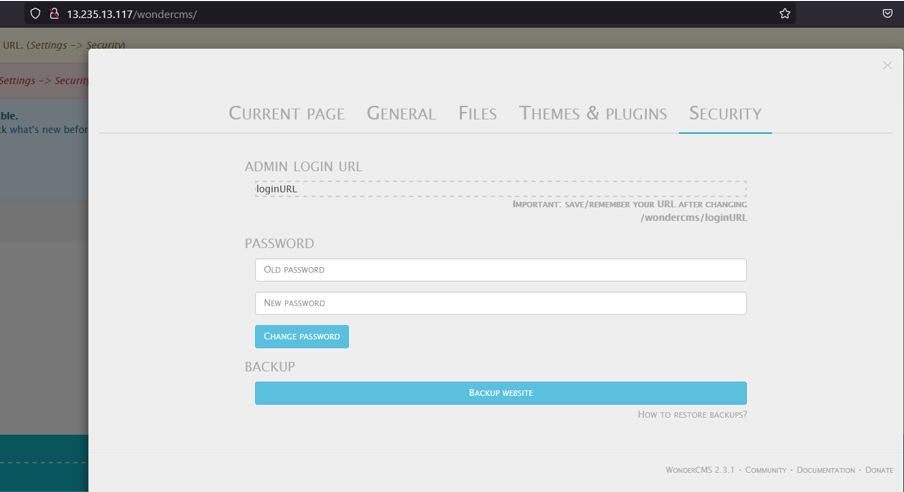 13.235.13.117/wondercms/
URL. (Settings -> Security)
Settings -> Security
ble.
ck what's new befor
×
CURRENT PAGE GENERAL FILES THEMES & PLUGINS SECURITY
ADMIN LOGIN URL
loginURL
IMPORTANT: SAVE/REMEMBER YOUR URL AFTER CHANGING
/wondercms/loginURL
PASSWORD
OLD PASSWORD
NEW PASSWORD
CHANGE PASSWORD
BACKUP
BACKUP WEBSITE
HOW TO RESTORE BACKUPS?
WONDERCMS 2.3.1 · COMMUNITY · DOCUMENTATION · DONATE